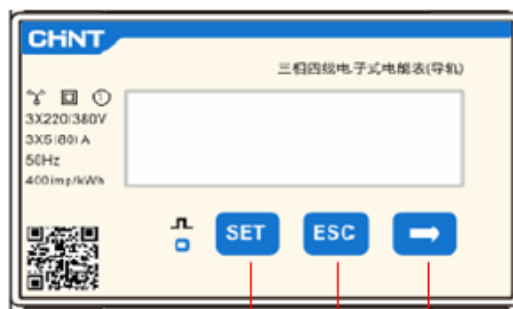 CHNT
三相四线电子式电能表(导轨)
3X220/380V
3X5(80)A
50Hz
400imp/kWh
SET
ESC